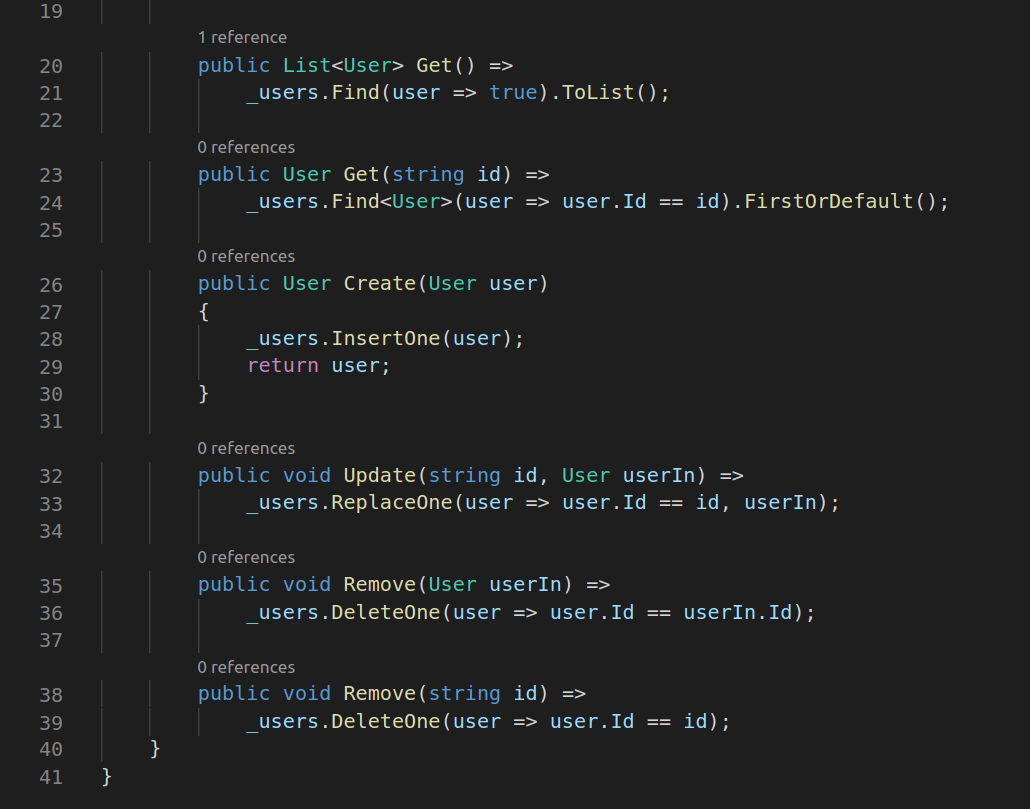 19
1 reference
20 public List<User> Get() =>
21 _users.Find(user => true).ToList();
22
0 references
23 public User Get(string id) =>
24 _users.Find<User>(user => user.Id == id).FirstOrDefault();
25
0 references
26 public User Create(User user)
27 {
28 _users.InsertOne(user);
29 return user;
30 }
31
0 references
32 public void Update(string id, User userIn) =>
33 _users.ReplaceOne(user => user.Id == id, userIn);
34
0 references
35 public void Remove(User userIn) =>
36 _users.DeleteOne(user => user.Id == userIn.Id);
37
0 references
38 public void Remove(string id) =>
39 _users.DeleteOne(user => user.Id == id);
40 }
41 }